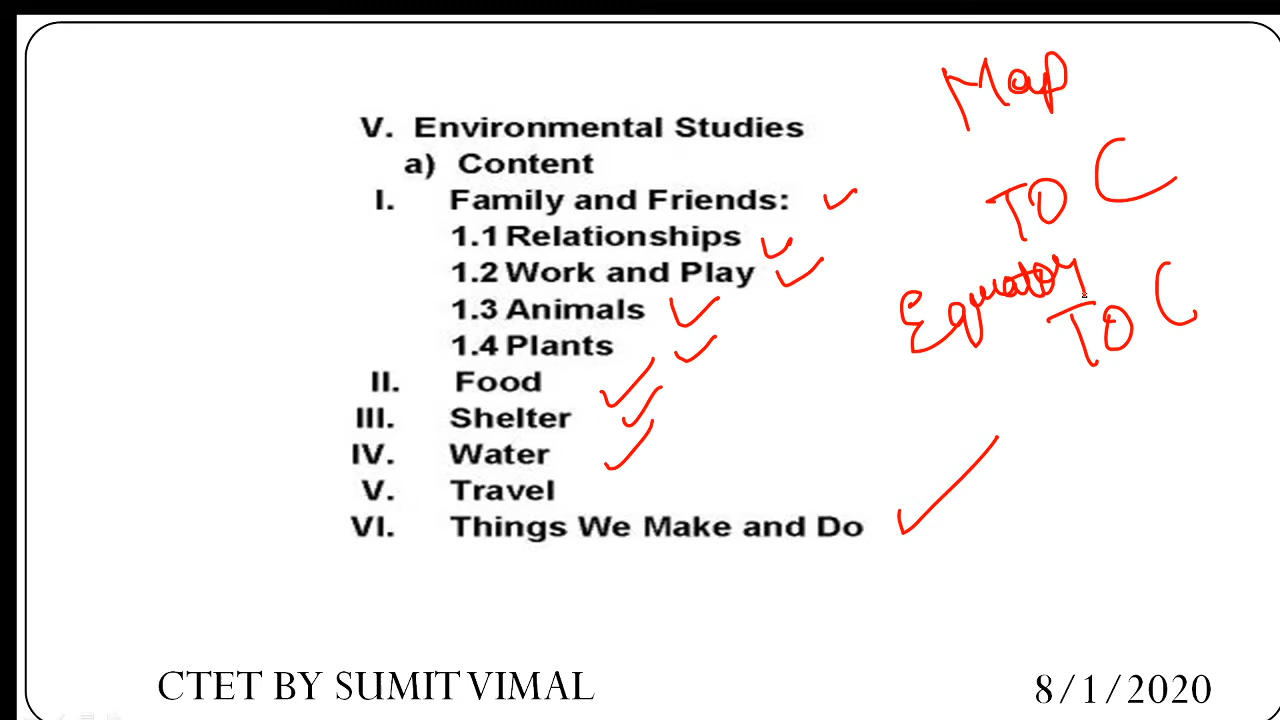 Map
V. Environmental Studies
a) Content
TO C
I. Family and Friends:
1.1 Relationships
1.2 Work and Play
Equator
1.3 Animals
TO C
1.4 Plants
II. Food
III. Shelter
IV. Water
V. Travel
VI. Things We Make and Do
CTET BY SUMIT VIMAL
8/1/2020